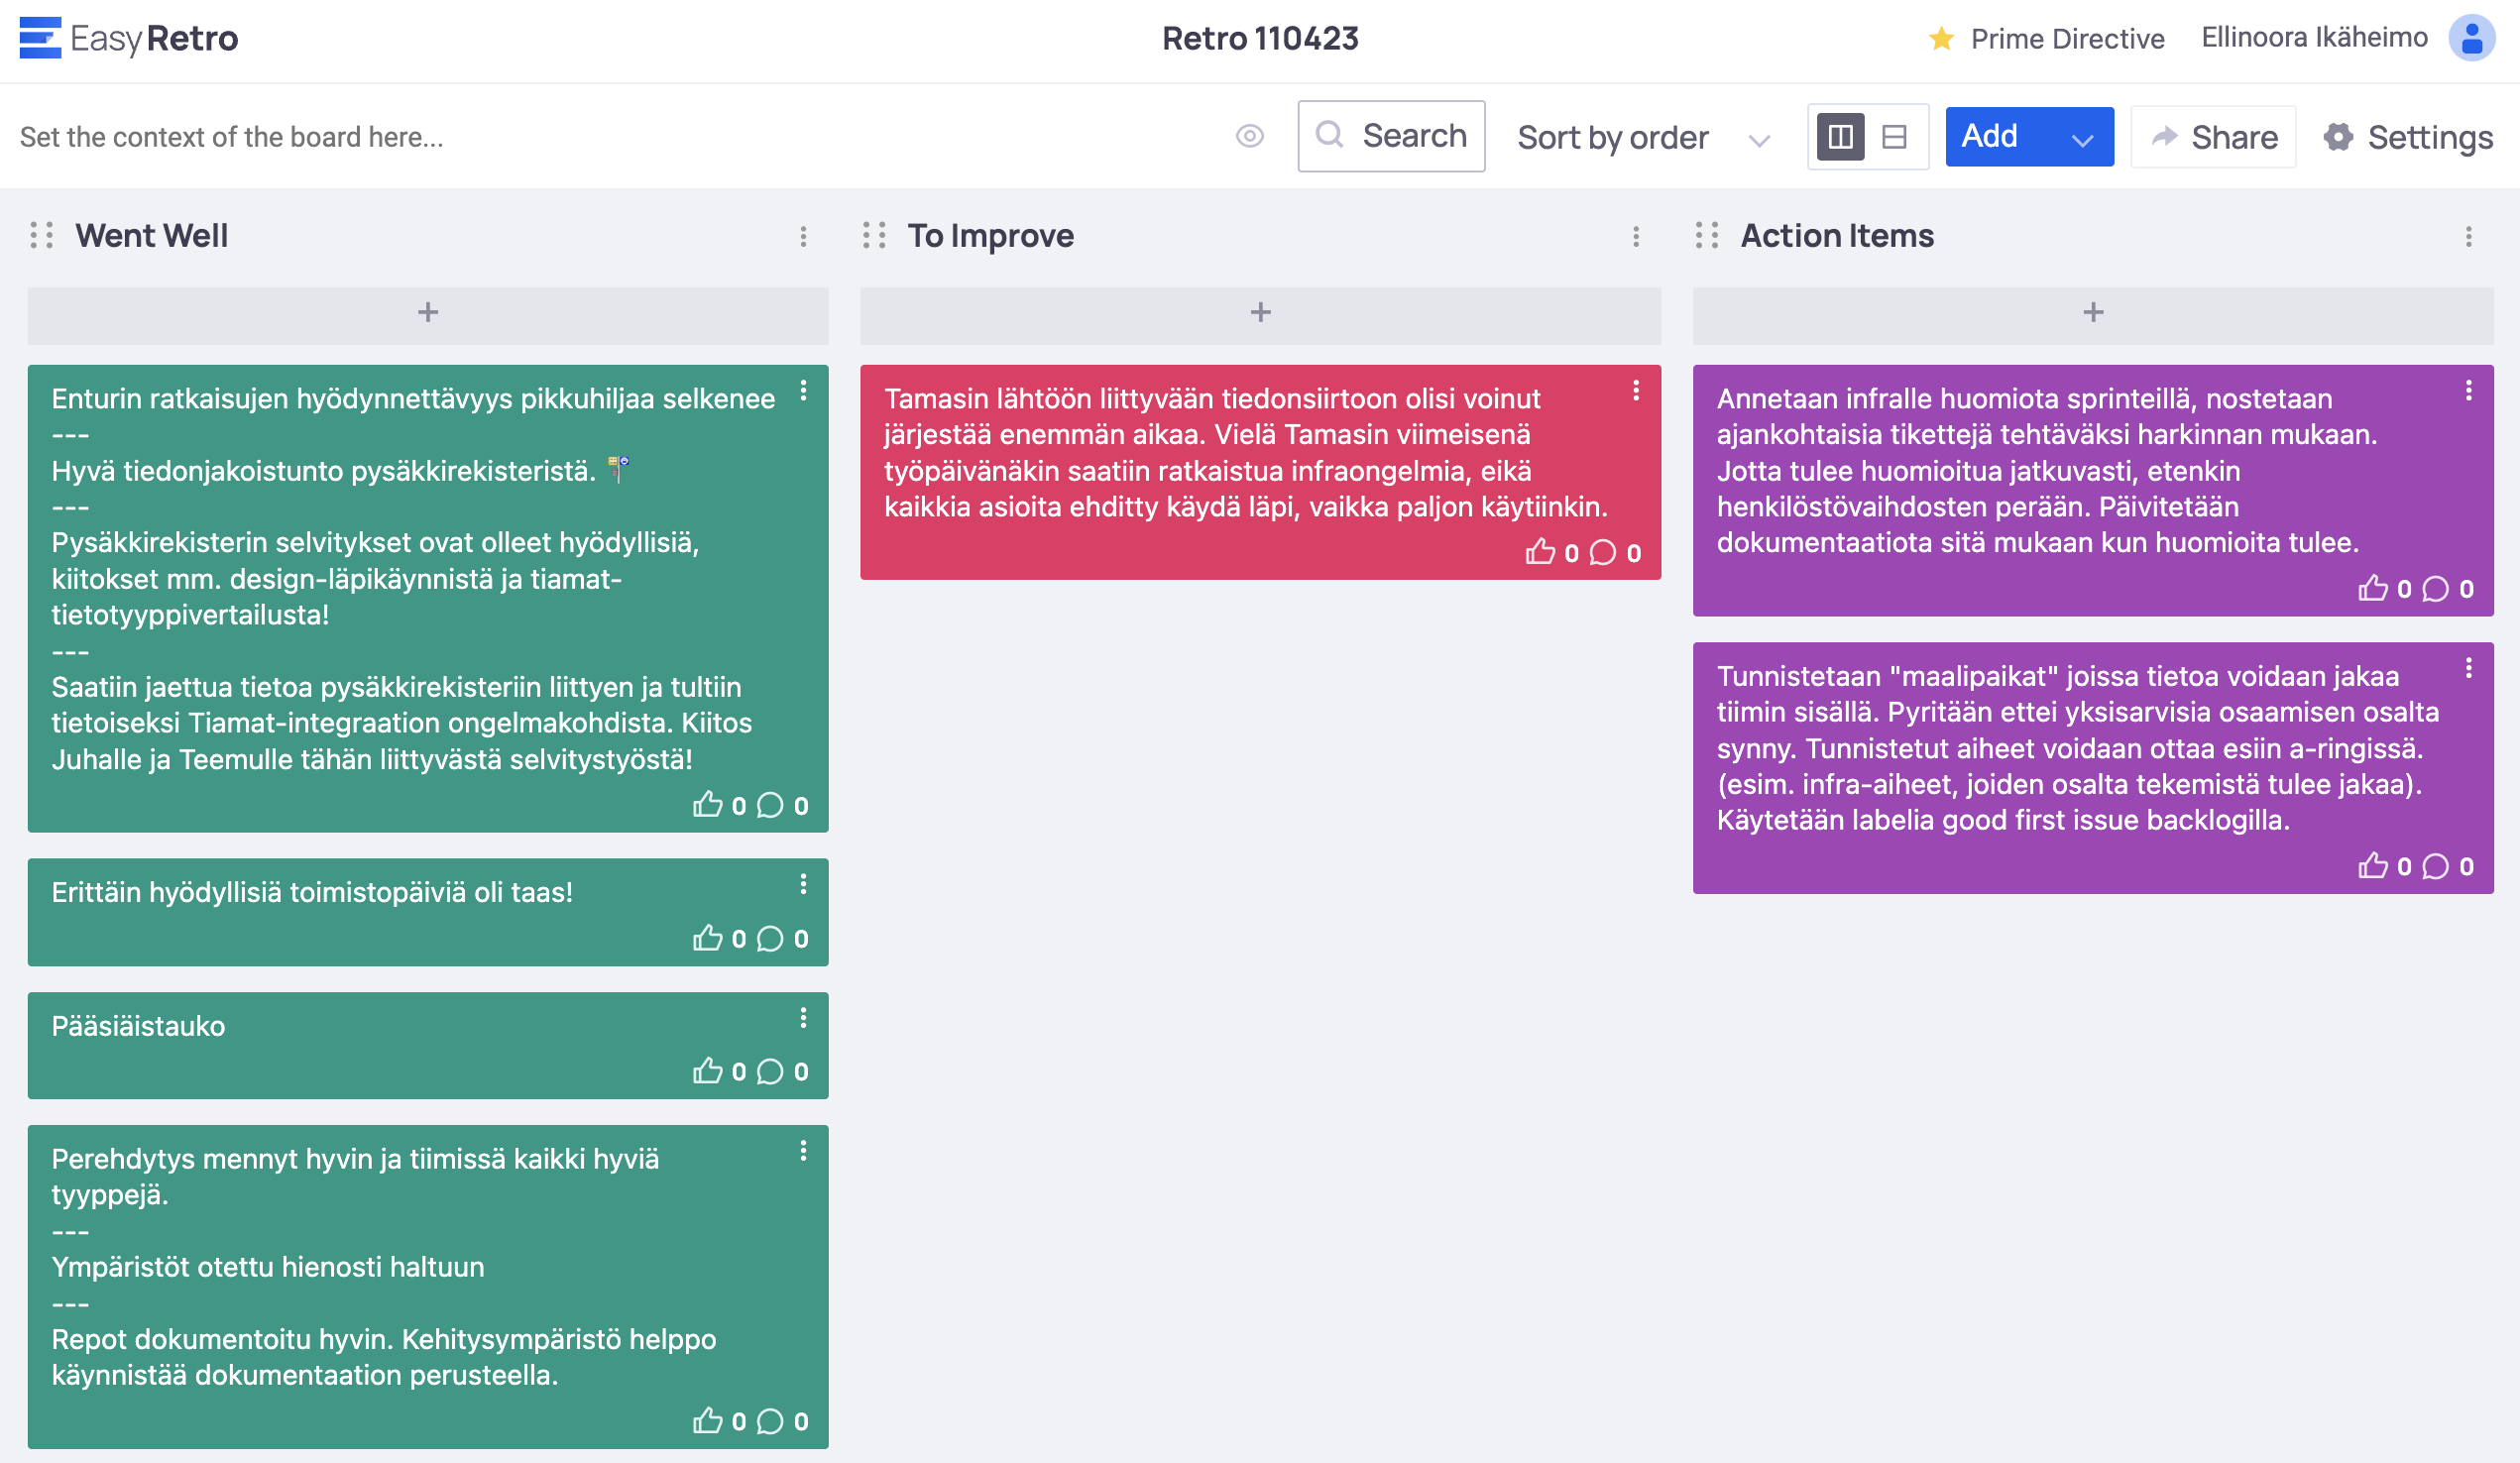 EasyRetro
Retro 110423
Prime Directive
Ellinoora Ikäheimo
Set the context of the board here...
Search
Sort by order
Add
Share
Settings
Went Well
+
Enturin ratkaisujen hyödynnettävyys pikkuhiljaa selkenee
---
Hyvä tiedonjakoistunto pysäkkirekisteristä. 🚏
---
Pysäkkirekisterin selvitykset ovat olleet hyödyllisiä,
kiitokset mm. design-läpikäynnistä ja tiamat-
tietotyyppivertailusta!
---
Saatiin jaettua tietoa pysäkkirekisteriin liittyen ja tultiin
tietoiseksi Tiamat-integraation ongelmakohdista. Kiitos
Juhalle ja Teemulle tähän liittyvästä selvitystyöstä!
0 0
Erittäin hyödyllisiä toimistopäiviä oli taas!
0 0
Pääsiäistauko
0 0
Perehdytys mennyt hyvin ja tiimissä kaikki hyviä
tyyppejä.
---
Ympäristöt otettu hienosti haltuun
---
Repot dokumentoitu hyvin. Kehitysympäristö helppo
käynnistää dokumentaation perusteella.
0 0
To Improve
+
Tamasin lähtöön liittyvään tiedonsiirtoon olisi voinut
järjestää enemmän aikaa. Vielä Tamasin viimeisenä
työpäivänäkin saatiin ratkaistua infraongelmia, eikä
kaikkia asioita ehditty käydä läpi, vaikka paljon käytiinkin.
0 0
Action Items
+
Annetaan infralle huomiota sprinteillä, nostetaan
ajankohtaisia tikettejä tehtäväksi harkinnan mukaan.
Jotta tulee huomioitua jatkuvasti, etenkin
henkilöstövaihdosten perään. Päivitetään
dokumentaatiota sitä mukaan kun huomioita tulee.
0 0
Tunnistetaan "maalipaikat" joissa tietoa voidaan jakaa
tiimin sisällä. Pyritään ettei yksisarvisia osaamisen osalta
synny. Tunnistetut aiheet voidaan ottaa esiin a-ringissä.
(esim. infra-aiheet, joiden osalta tekemistä tulee jakaa).
Käytetään labelia good first issue backlogilla.
0 0